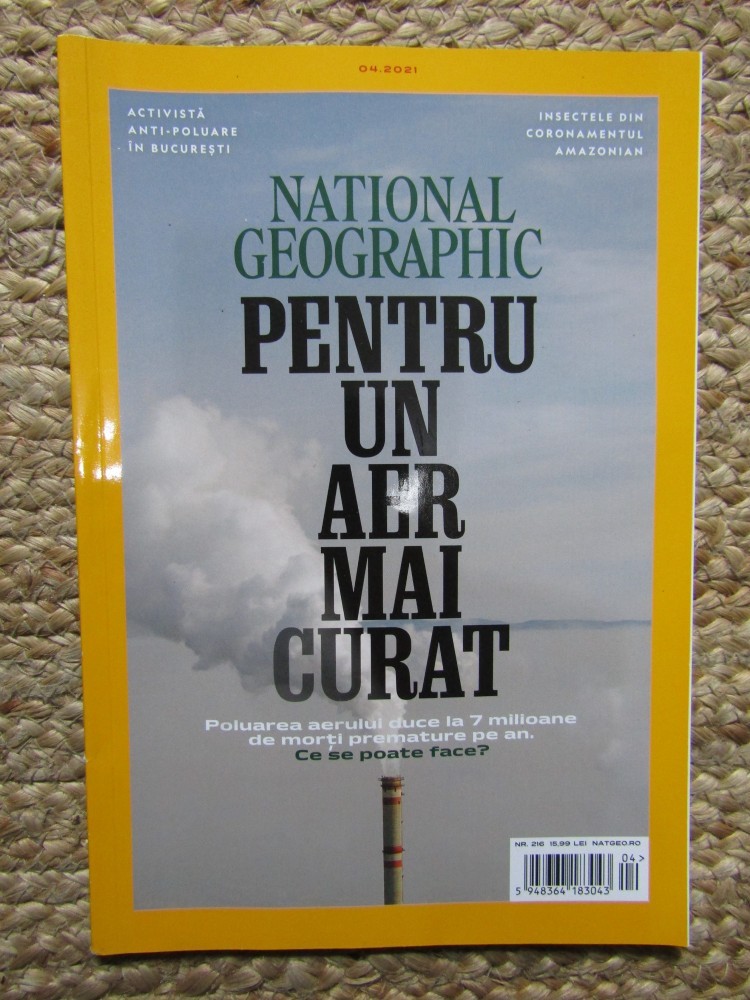 04.2021
ACTIVISTĂ
ANTI-POLUARE
ÎN BUCUREȘTI
INSECTELE DIN
CORONAMENTUL
AMAZONIAN
NATIONAL
GEOGRAPHIC
PENTRU
UN
AER
MAI
CURAT
Poluarea aerului duce la 7 milioane
de morți premature pe an.
Ce se poate face?
NR. 216 15,99 LEI NATGEO.RO
04>
5 948364 183043